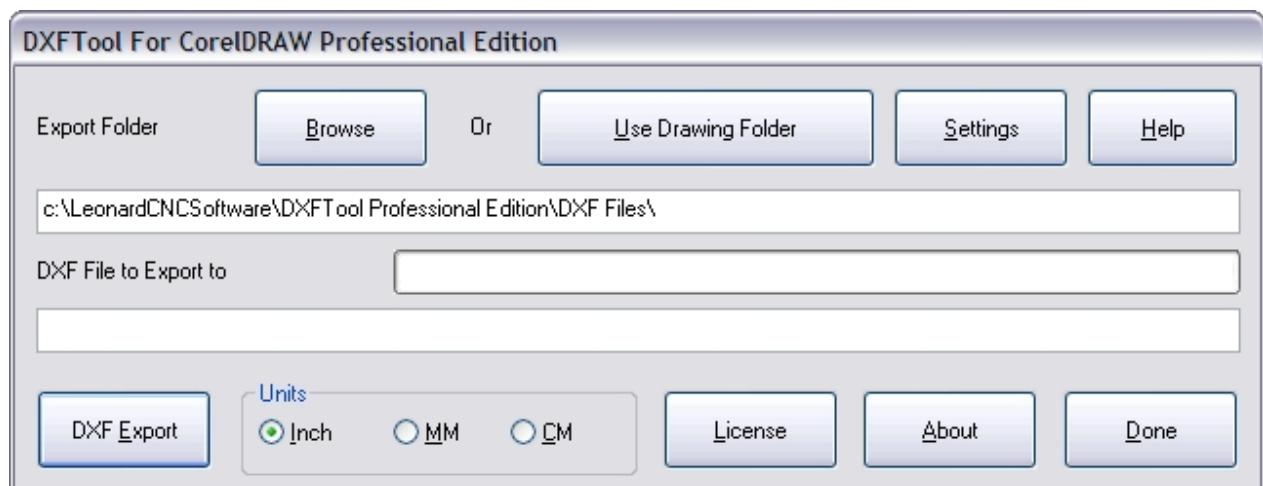 DXFTool For CorelDRAW Professional Edition
Export Folder Browse Or Use Drawing Folder Settings Help
c:\LeonardCNCSoftware\DXFTool Professional Edition\DXF Files\
DXF File to Export to
Units
DXF Export Inch MM CM License About Done